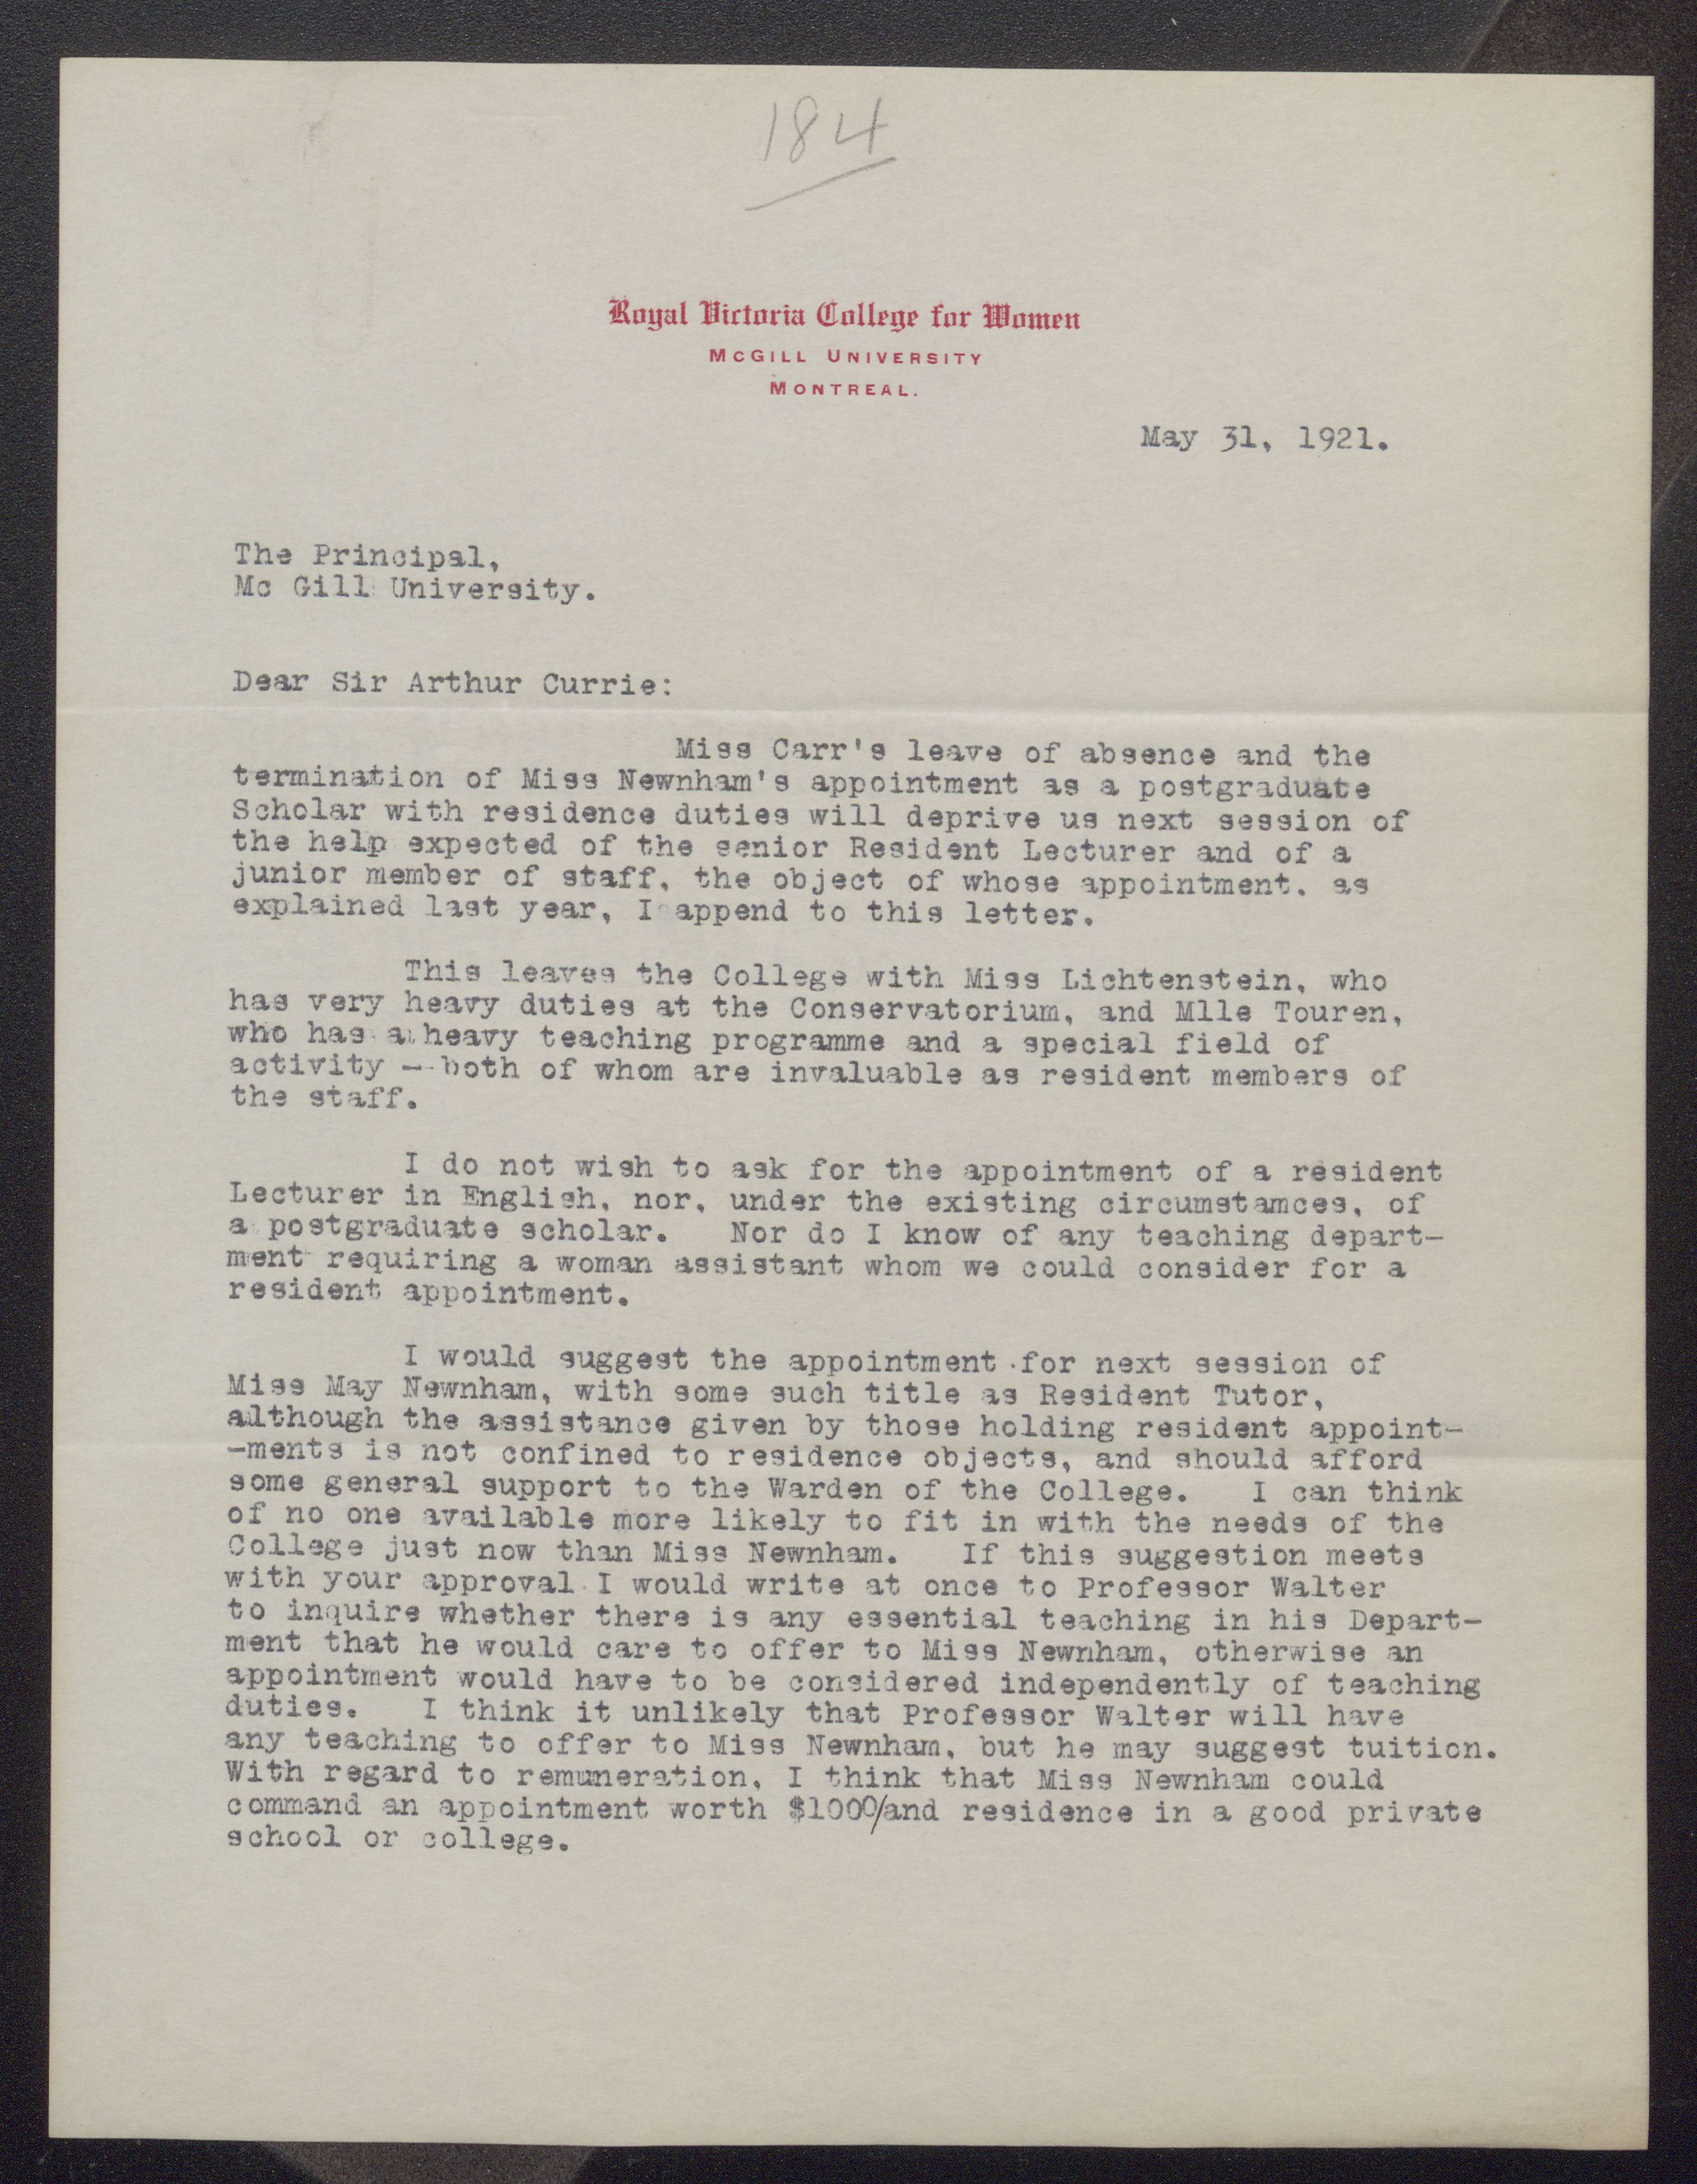 184
Royal Victoria College for Women
McGILL UNIVERSITY
MONTREAL.
May 31, 1921.
The Principal,
Mc Gill University.
Dear Sir Arthur Currie:
Miss Carr's leave of absence and the
termination of Miss Newnham's appointment as a postgraduate
Scholar with residence duties will deprive us next session of
the help expected of the senior Resident Lecturer and of a
junior member of staff, the object of whose appointment, as
explained last year, I append to this letter.
This leaves the College with Miss Lichtenstein, who
has very heavy duties at the Conservatorium, and Mlle Touren,
who has a heavy teaching programme and a special field of
activity -- both of whom are invaluable as resident members of
the staff.
I do not wish to ask for the appointment of a resident
Lecturer in English, nor, under the existing circumstamces, of
a postgraduate scholar. Nor do I know of any teaching depart-
ment requiring a woman assistant whom we could consider for a
resident appointment.
I would suggest the appointment for next session of
Miss May Newnham, with some such title as Resident Tutor,
although the assistance given by those holding resident appoint-
-ments is not confined to residence objects, and should afford
some general support to the Warden of the College. I can think
of no one available more likely to fit in with the needs of the
College just now than Miss Newnham. If this suggestion meets
with your approval I would write at once to Professor Walter
to inquire whether there is any essential teaching in his Depart-
ment that he would care to offer to Miss Newnham, otherwise an
appointment would have to be considered independently of teaching
duties. I think it unlikely that Professor Walter will have
any teaching to offer to Miss Newnham, but he may suggest tuition.
With regard to remuneration, I think that Miss Newnham could
command an appointment worth $1000/and residence in a good private
school or college.